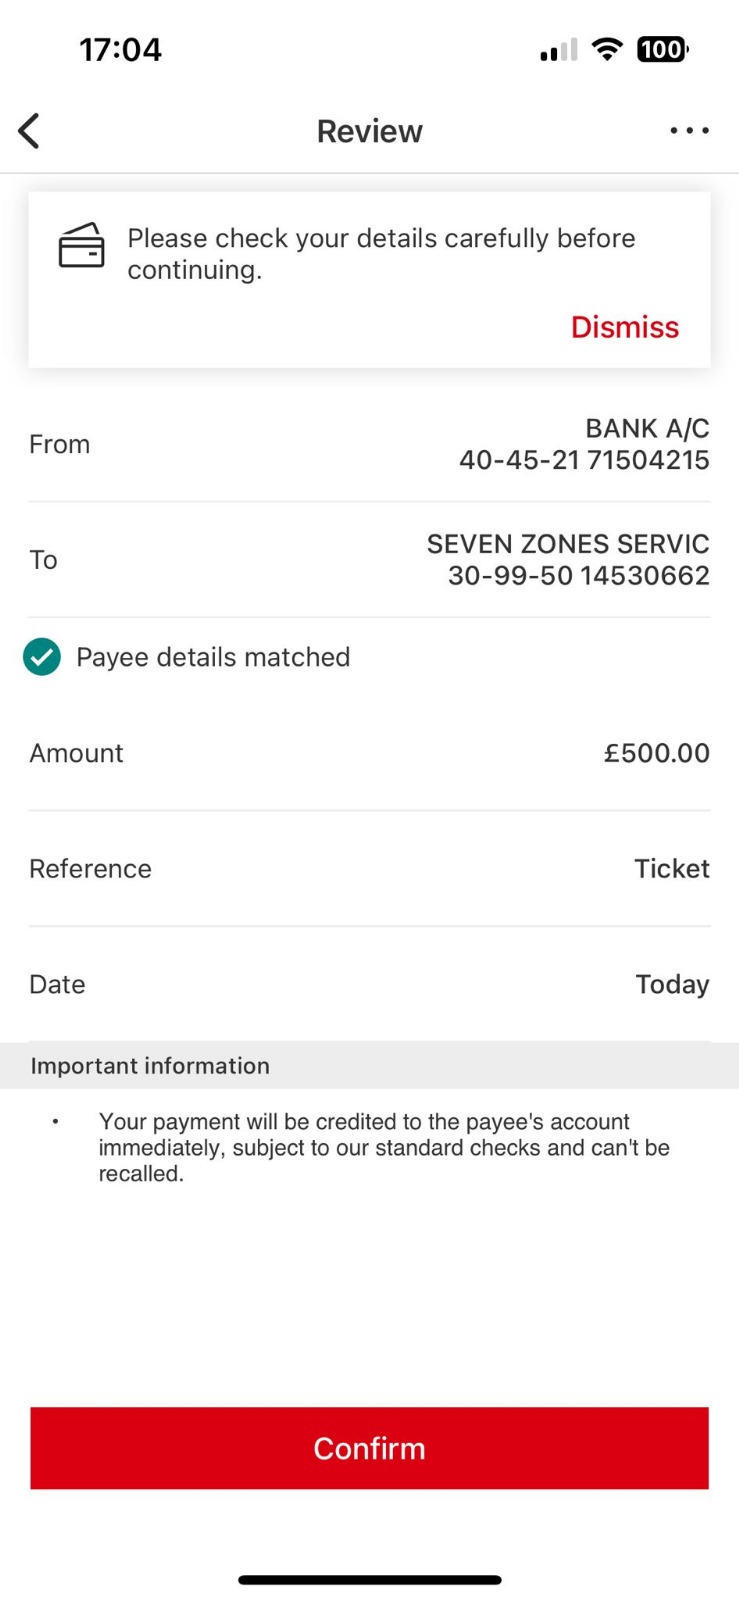 17:04
100
Review
Please check your details carefully before
continuing.
Dismiss
From
BANK A/C
40-45-21 71504215
To
SEVEN ZONES SERVIC
30-99-50 14530662
Payee details matched
Amount
£500.00
Reference
Ticket
Date
Today
Important information
• Your payment will be credited to the payee's account
immediately, subject to our standard checks and can't be
recalled.
Confirm